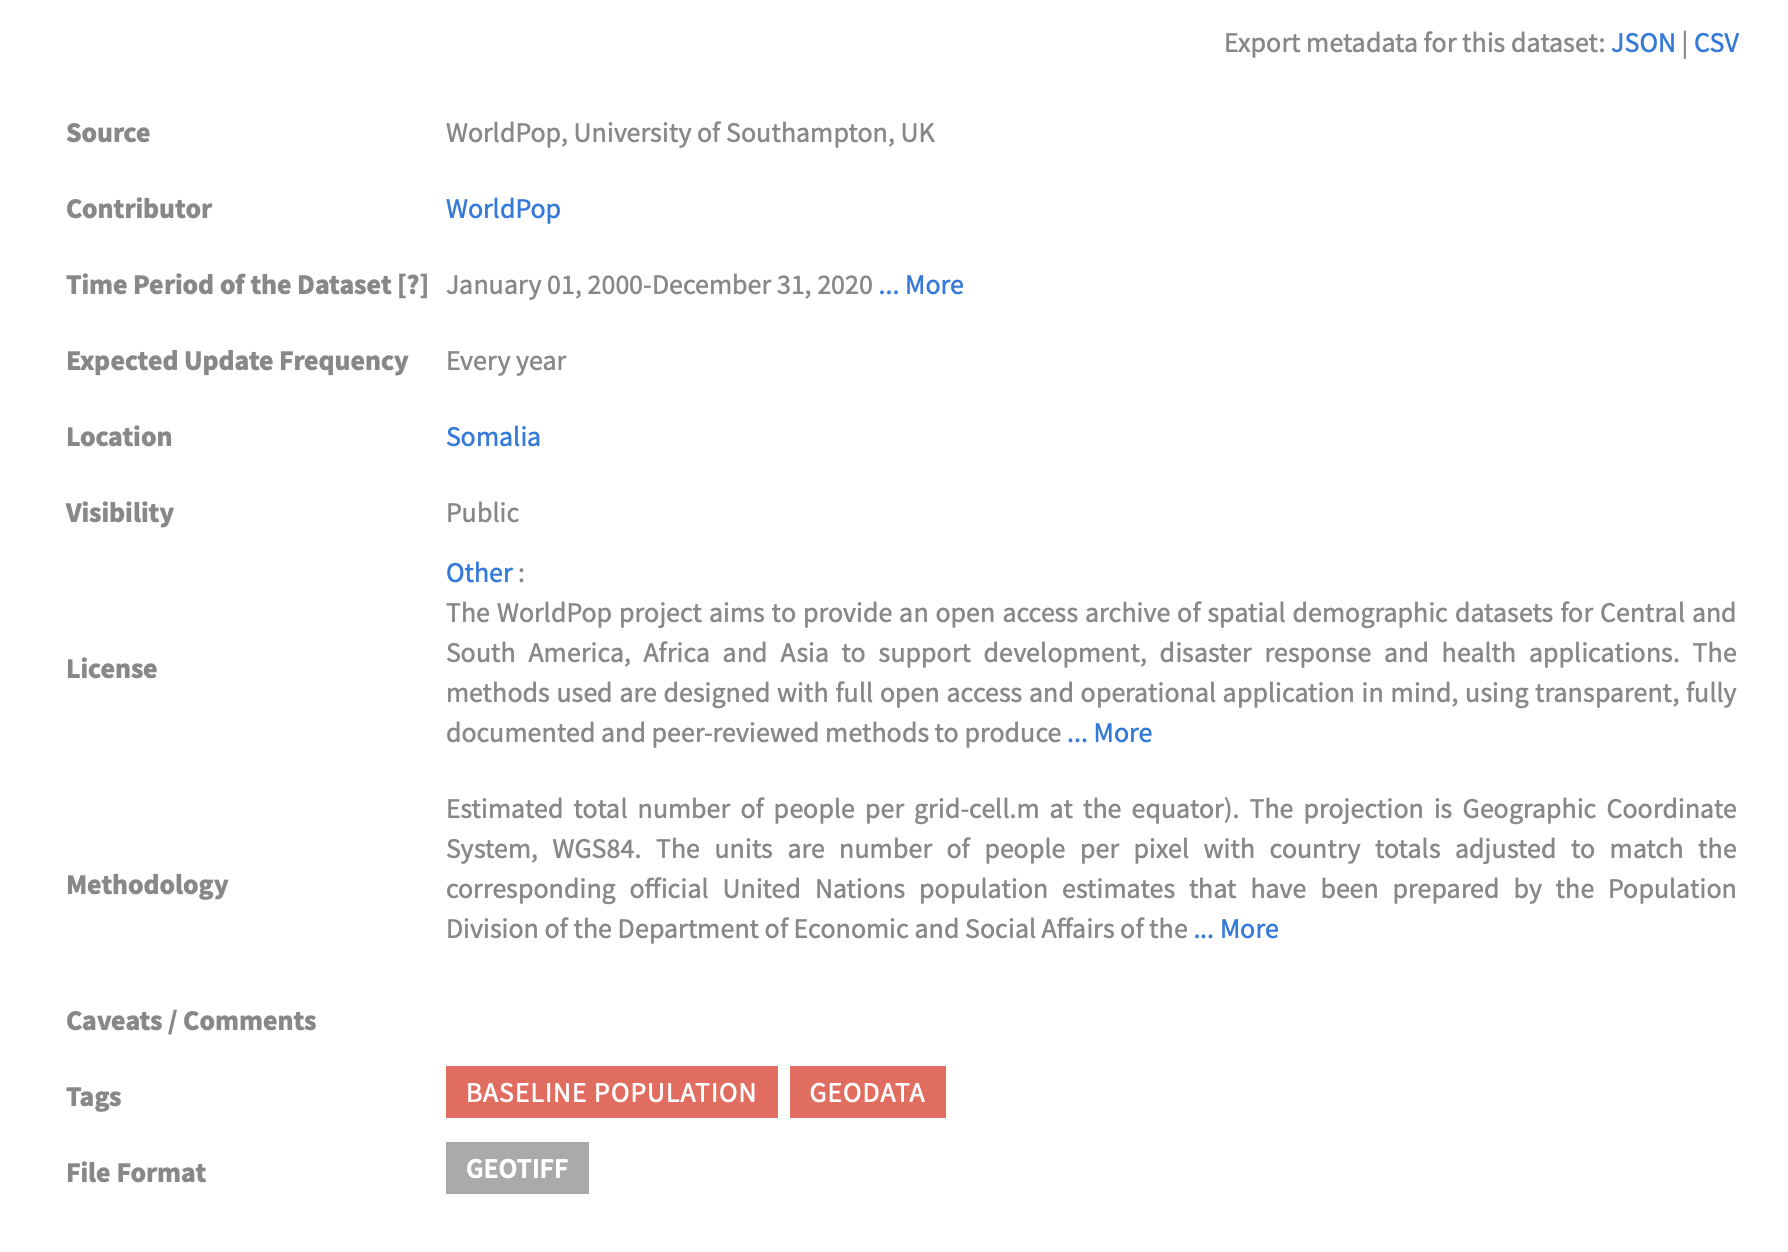 Export metadata for this dataset: JSON | CSV
Source WorldPop, University of Southampton, UK
Contributor WorldPop
Time Period of the Dataset [?] January 01, 2000-December 31, 2020 ... More
Expected Update Frequency Every year
Location Somalia
Visibility Public
License
Other :
The WorldPop project aims to provide an open access archive of spatial demographic datasets for Central and
South America, Africa and Asia to support development, disaster response and health applications. The
methods used are designed with full open access and operational application in mind, using transparent, fully
documented and peer-reviewed methods to produce ... More
Methodology
Estimated total number of people per grid-cell.m at the equator). The projection is Geographic Coordinate
System, WGS84. The units are number of people per pixel with country totals adjusted to match the
corresponding official United Nations population estimates that have been prepared by the Population
Division of the Department of Economic and Social Affairs of the ... More
Caveats / Comments
Tags BASELINE POPULATION GEODATA
File Format GEOTIFF